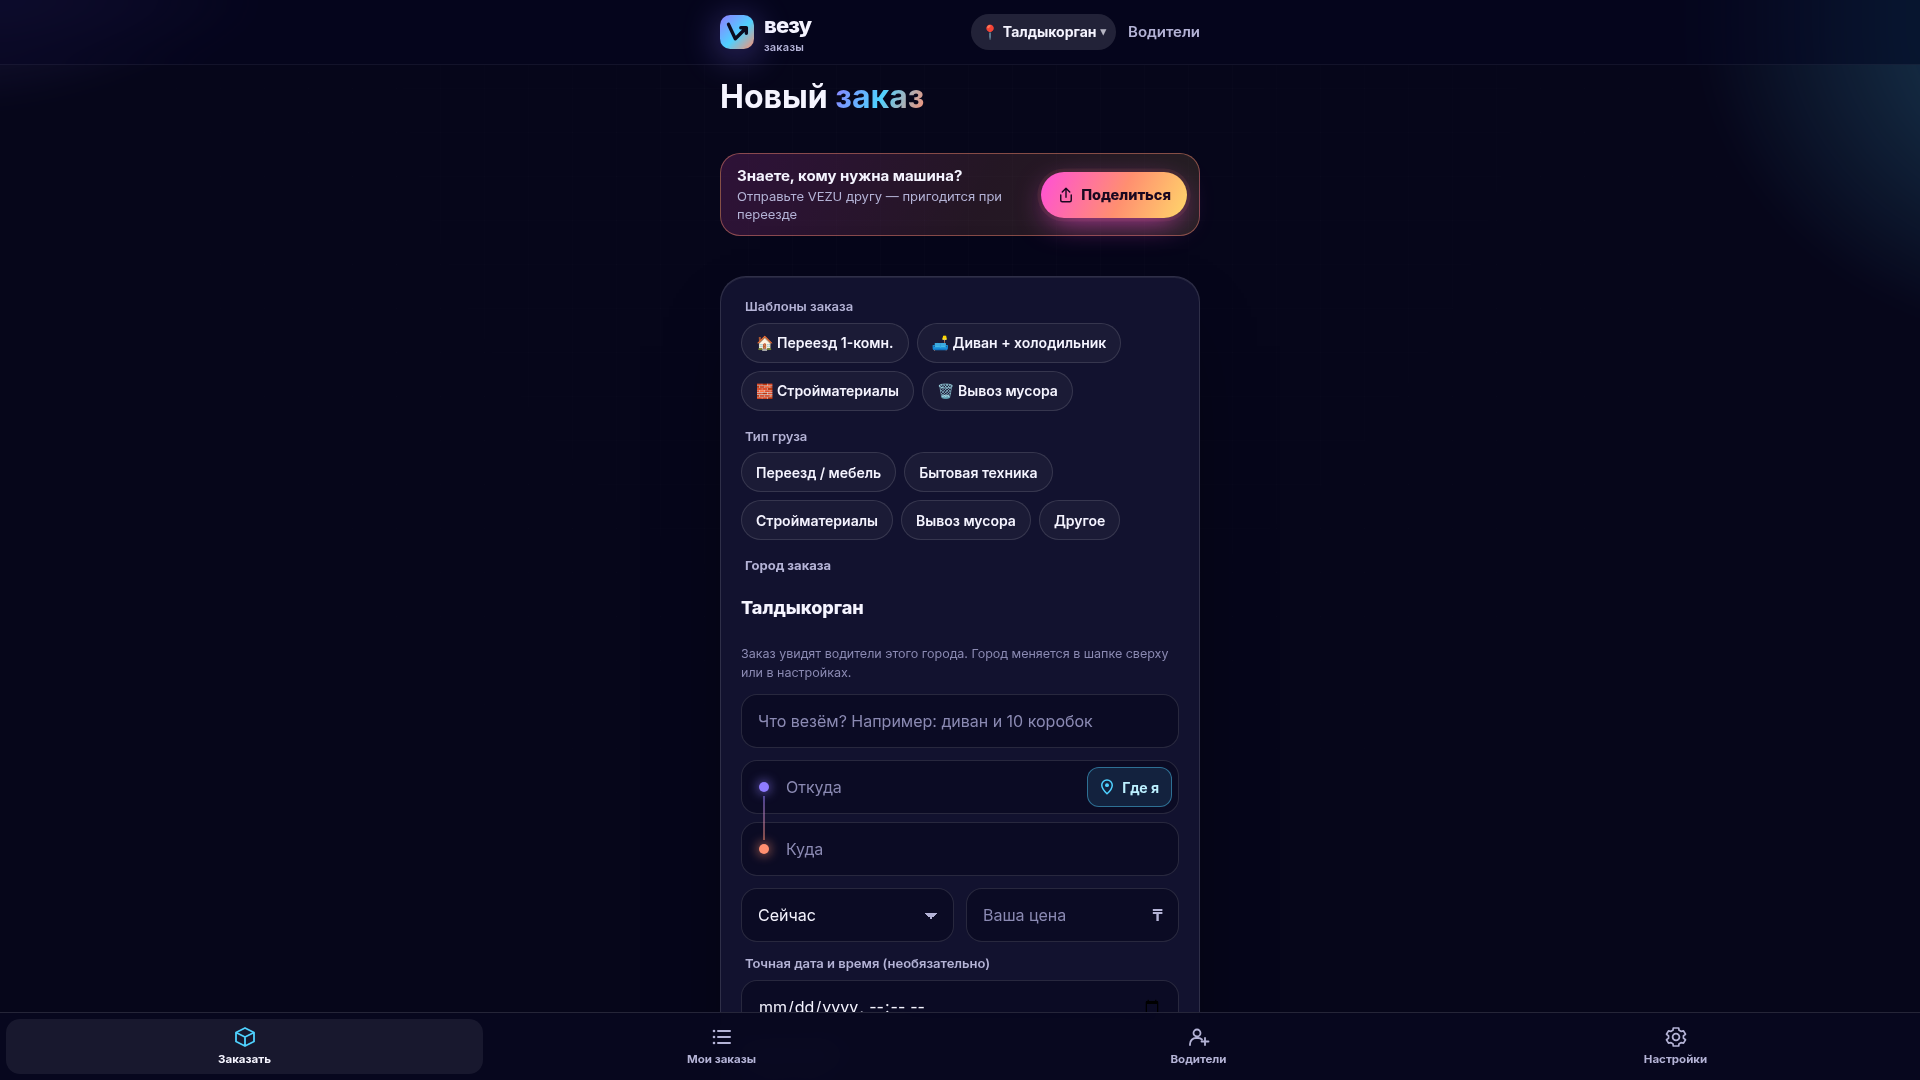 везу
заказы
📍 Талдыкорган ▾
Водители
Новый заказ
Знаете, кому нужна машина?
Отправьте VEZU другу — пригодится при
переезде
Поделиться
Шаблоны заказа
🏠 Переезд 1-комн.
🛋️ Диван + холодильник
🧱 Стройматериалы
🗑️ Вывоз мусора
Тип груза
Переезд / мебель
Бытовая техника
Стройматериалы
Вывоз мусора
Другое
Город заказа
Талдыкорган
Заказ увидят водители этого города. Город меняется в шапке сверху
или в настройках.
Что везём? Например: диван и 10 коробок
Откуда
Где я
Куда
Сейчас
Ваша цена
₸
Точная дата и время (необязательно)
mm/dd/yyyy, --:-- --
Заказать
Мои заказы
Водители
Настройки